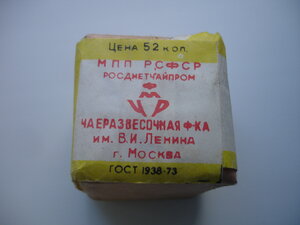 ЦЕНА 52 КОП.
МПП РСФСР
РОСДИЕТЧАЙПРОМ
ЧАЕРАЗВЕСОЧНАЯ Ф-КА
ИМ. В.И. ЛЕНИНА
г. МОСКВА
ГОСТ 1938-73